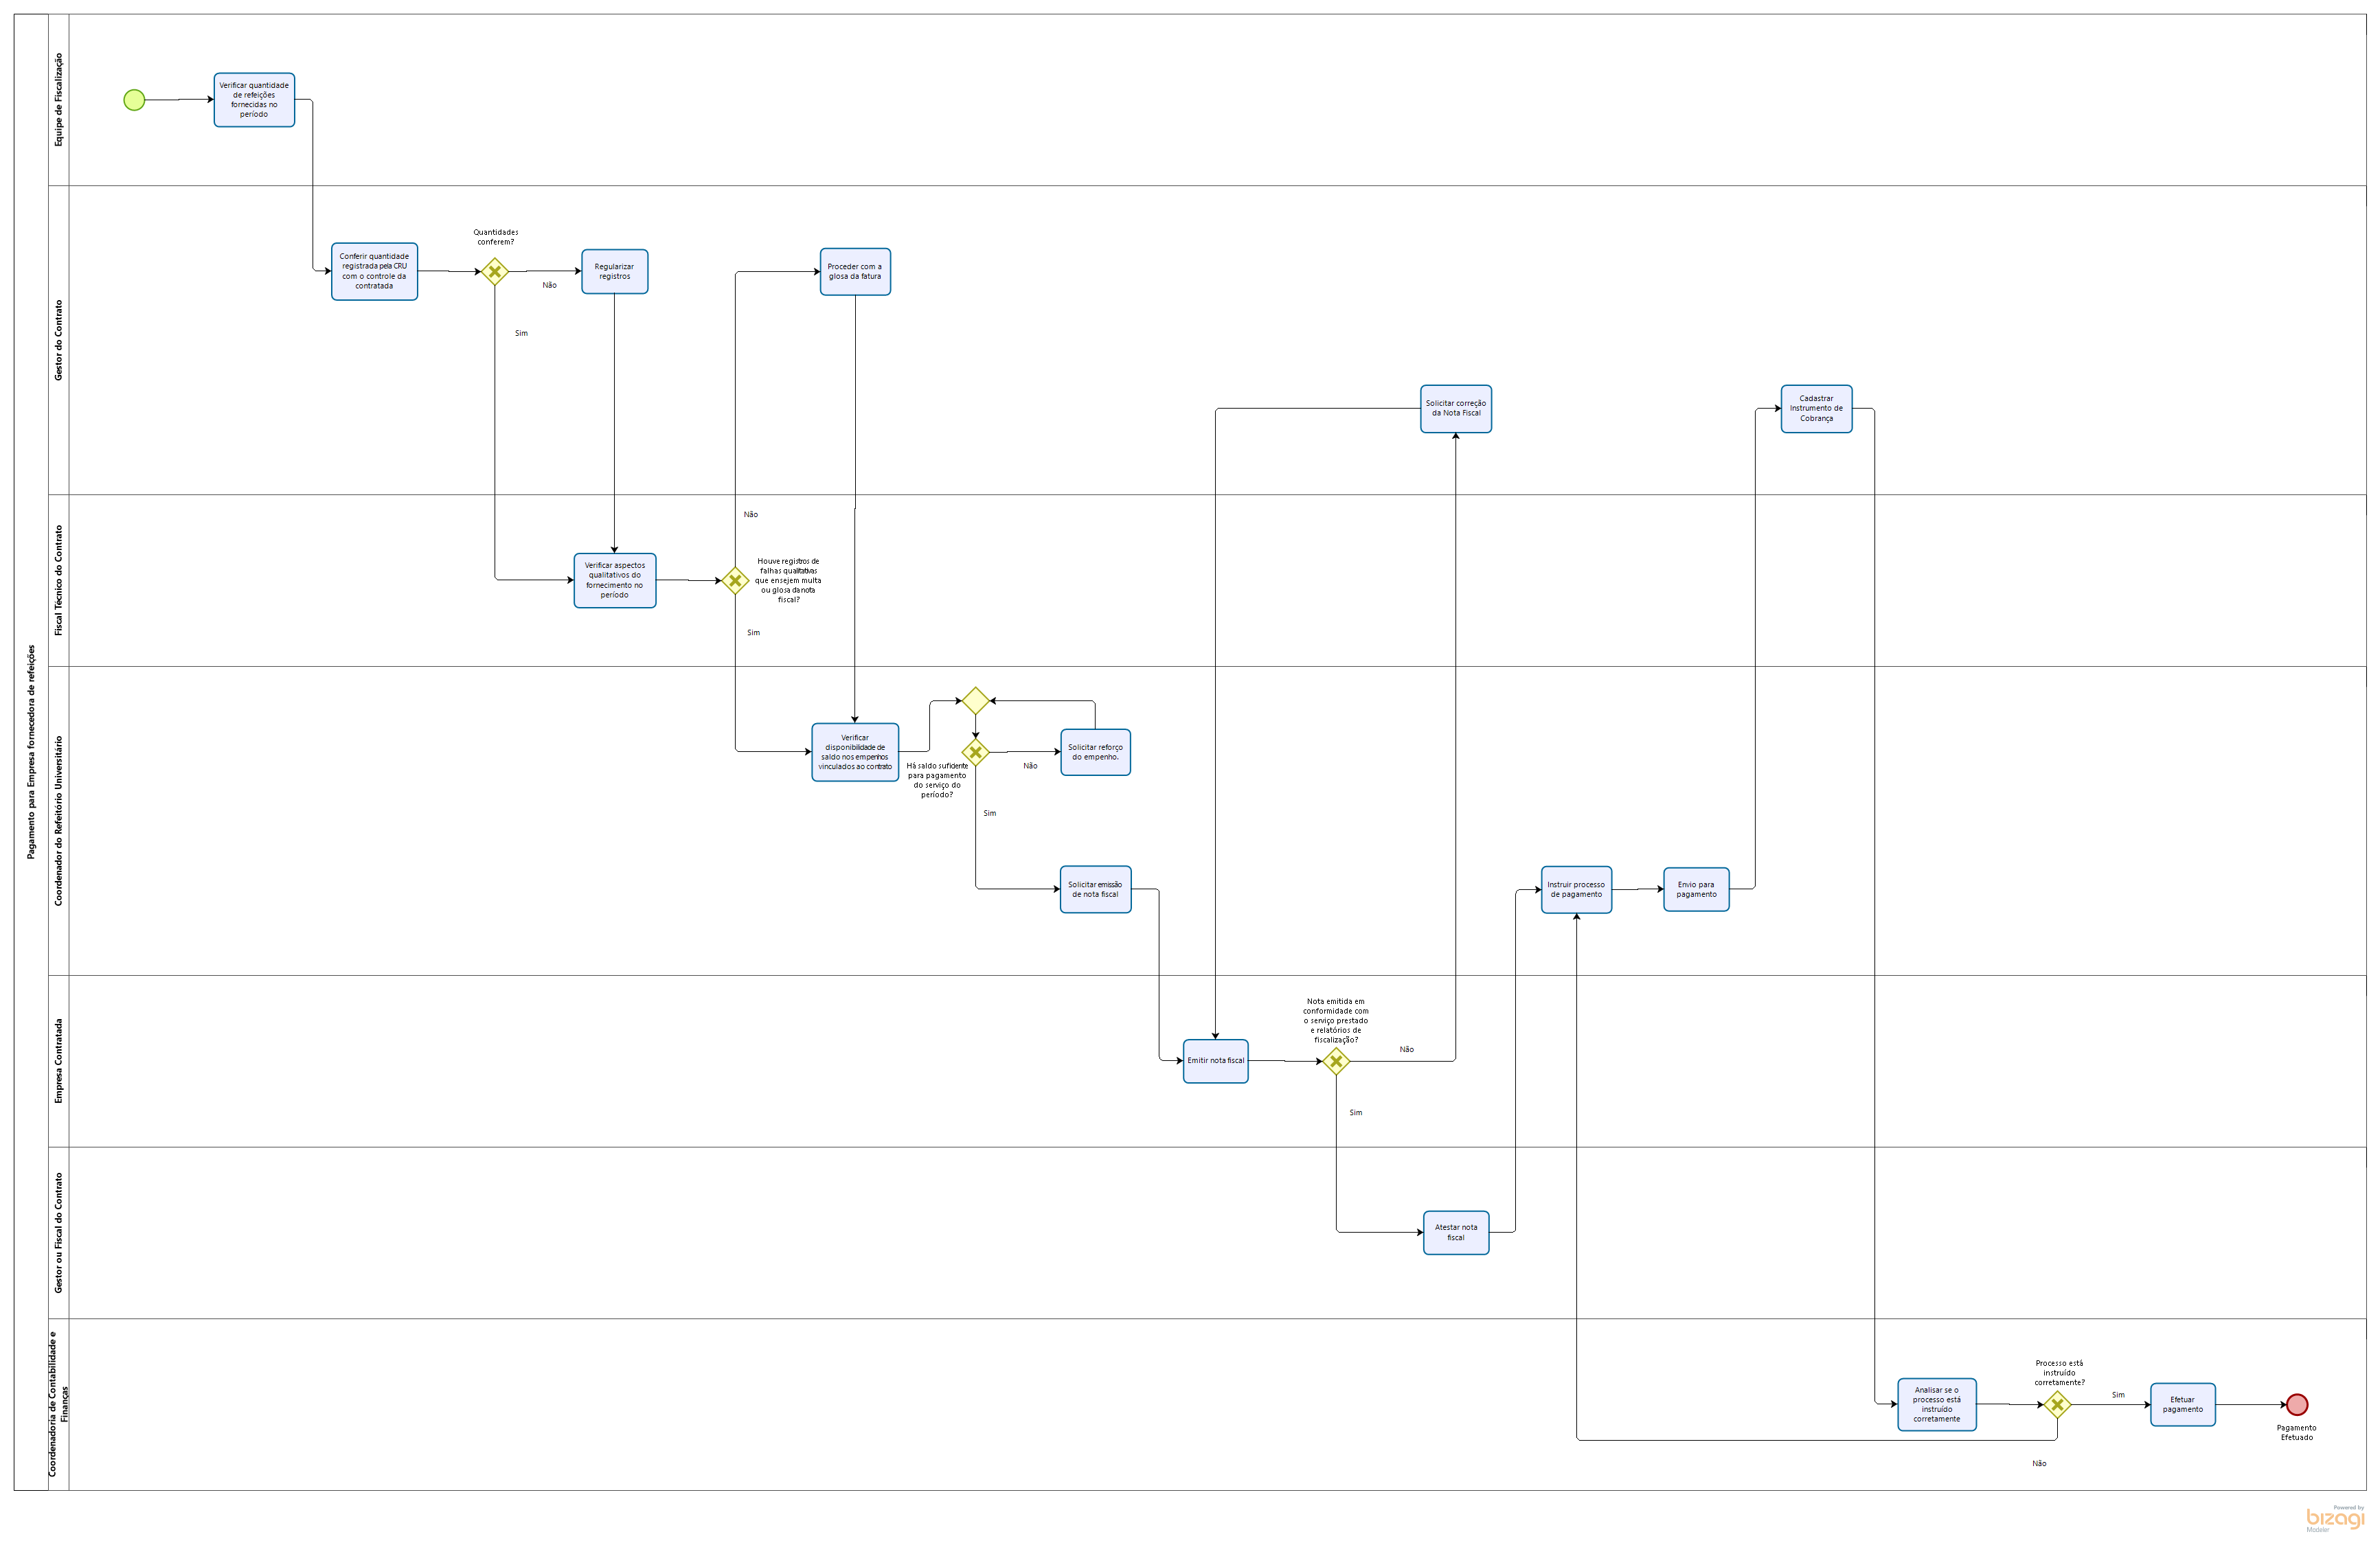 Pagamento para Empresa fornecedora de refeições
Equipe de Fiscalização
Verificar quantidade
de refeições
fornecidas no
período
Gestor do Contrato
Conferir quantidade
registrada pela CRU
com o controle da
contratada
Quantidades
conferem?
Não
Sim
Regularizar
registros
Proceder com a
glosa da fatura
Solicitar correção
da Nota Fiscal
Cadastrar
Instrumento de
Cobrança
Fiscal Técnico do Contrato
Verificar aspectos
qualitativos do
fornecimento no
período
Não
Houve registros de
falhas qualitativas
que ensejem multa
ou glosa da nota
fiscal?
Sim
Coordenador do Refeitório Universitário
Verificar
disponibilidade de
saldo nos empenhos
vinculados ao contrato
Há saldo suficiente
para pagamento
do serviço do
período?
Não
Sim
Solicitar reforço
do empenho.
Solicitar emissão
de nota fiscal
Instruir processo
de pagamento
Envio para
pagamento
Empresa Contratada
Emitir nota fiscal
Nota emitida em
conformidade com
o serviço prestado
e relatórios de
fiscalização?
Não
Sim
Gestor ou Fiscal do Contrato
Atestar nota
fiscal
Coordenadoria de Contabilidade e
Finanças
Analisar se o
processo está
instruído
corretamente
Processo está
instruído
corretamente?
Sim
Não
Efetuar
pagamento
Pagamento
Efetuado
Powered by
bizagi
Modeler